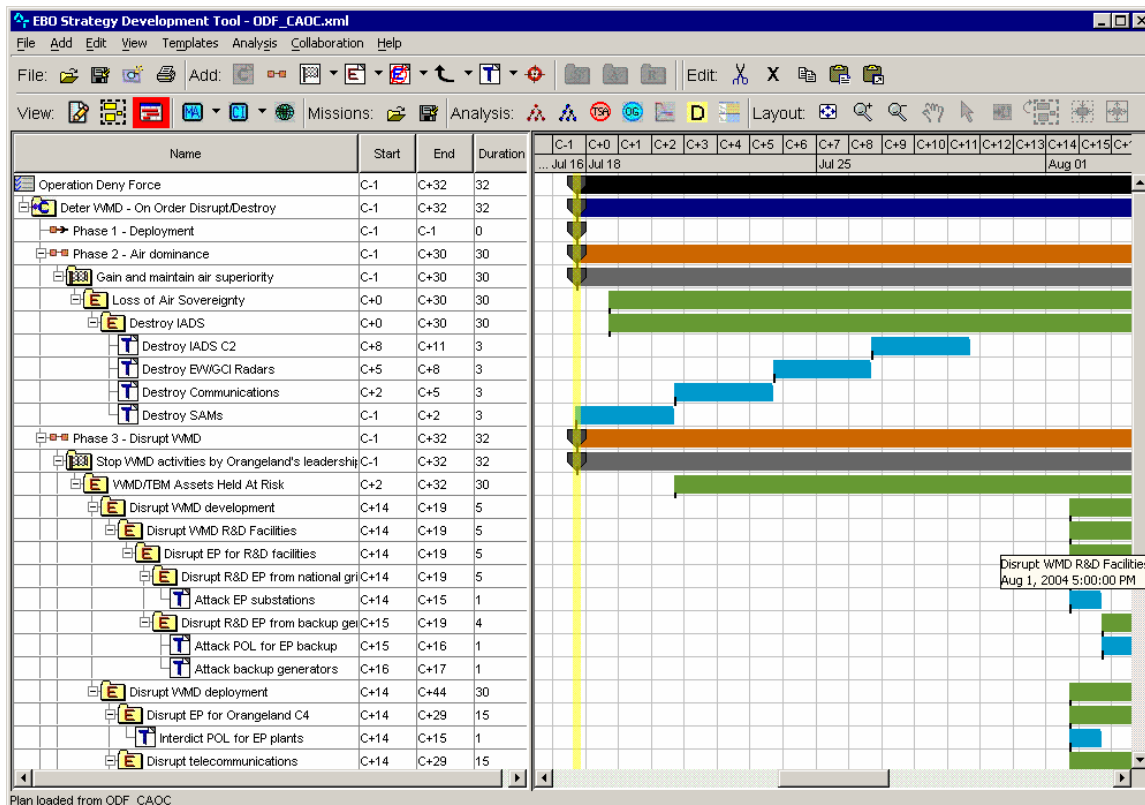 EBO Strategy Development Tool - ODF_CAOC.xml
File Add Edit View Templates Analysis Collaboration Help
File: Add: C E E T S & R Edit: X
View: MA CI Missions: Analysis: TSA OG D Layout:
Name Start End Duration C-1 C+0 C+1 C+2 C+3 C+4 C+5 C+6 C+7 C+8 C+9 C+10 C+11 C+12 C+13 C+14 C+15 C+
... Jul 16 Jul 18 Jul 25 Aug 01
Operation Deny Force C-1 C+32 32
C Deter WMD - On Order Disrupt/Destroy C-1 C+32 32
Phase 1 - Deployment C-1 C-1 0
Phase 2 - Air dominance C-1 C+30 30
Gain and maintain air superiority C-1 C+30 30
E Loss of Air Sovereignty C+0 C+30 30
E Destroy IADS C+0 C+30 30
T Destroy IADS C2 C+8 C+11 3
T Destroy EW/GCI Radars C+5 C+8 3
T Destroy Communications C+2 C+5 3
T Destroy SAMs C-1 C+2 3
Phase 3 - Disrupt WMD C-1 C+32 32
Stop WMD activities by Orangeland's leadership C-1 C+32 32
E WMD/TBM Assets Held At Risk C+2 C+32 30
E Disrupt WMD development C+14 C+19 5
E Disrupt WMD R&D Facilities C+14 C+19 5
E Disrupt EP for R&D facilities C+14 C+19 5
Disrupt WMD R&D Facilities
Aug 1, 2004 5:00:00 PM
E Disrupt R&D EP from national gri C+14 C+19 5
T Attack EP substations C+14 C+15 1
E Disrupt R&D EP from backup ge C+15 C+19 4
T Attack POL for EP backup C+15 C+16 1
T Attack backup generators C+16 C+17 1
E Disrupt WMD deployment C+14 C+44 30
E Disrupt EP for Orangeland C4 C+14 C+29 15
T Interdict POL for EP plants C+14 C+15 1
E Disrupt telecommunications C+14 C+29 15
Plan loaded from ODF_CAOC